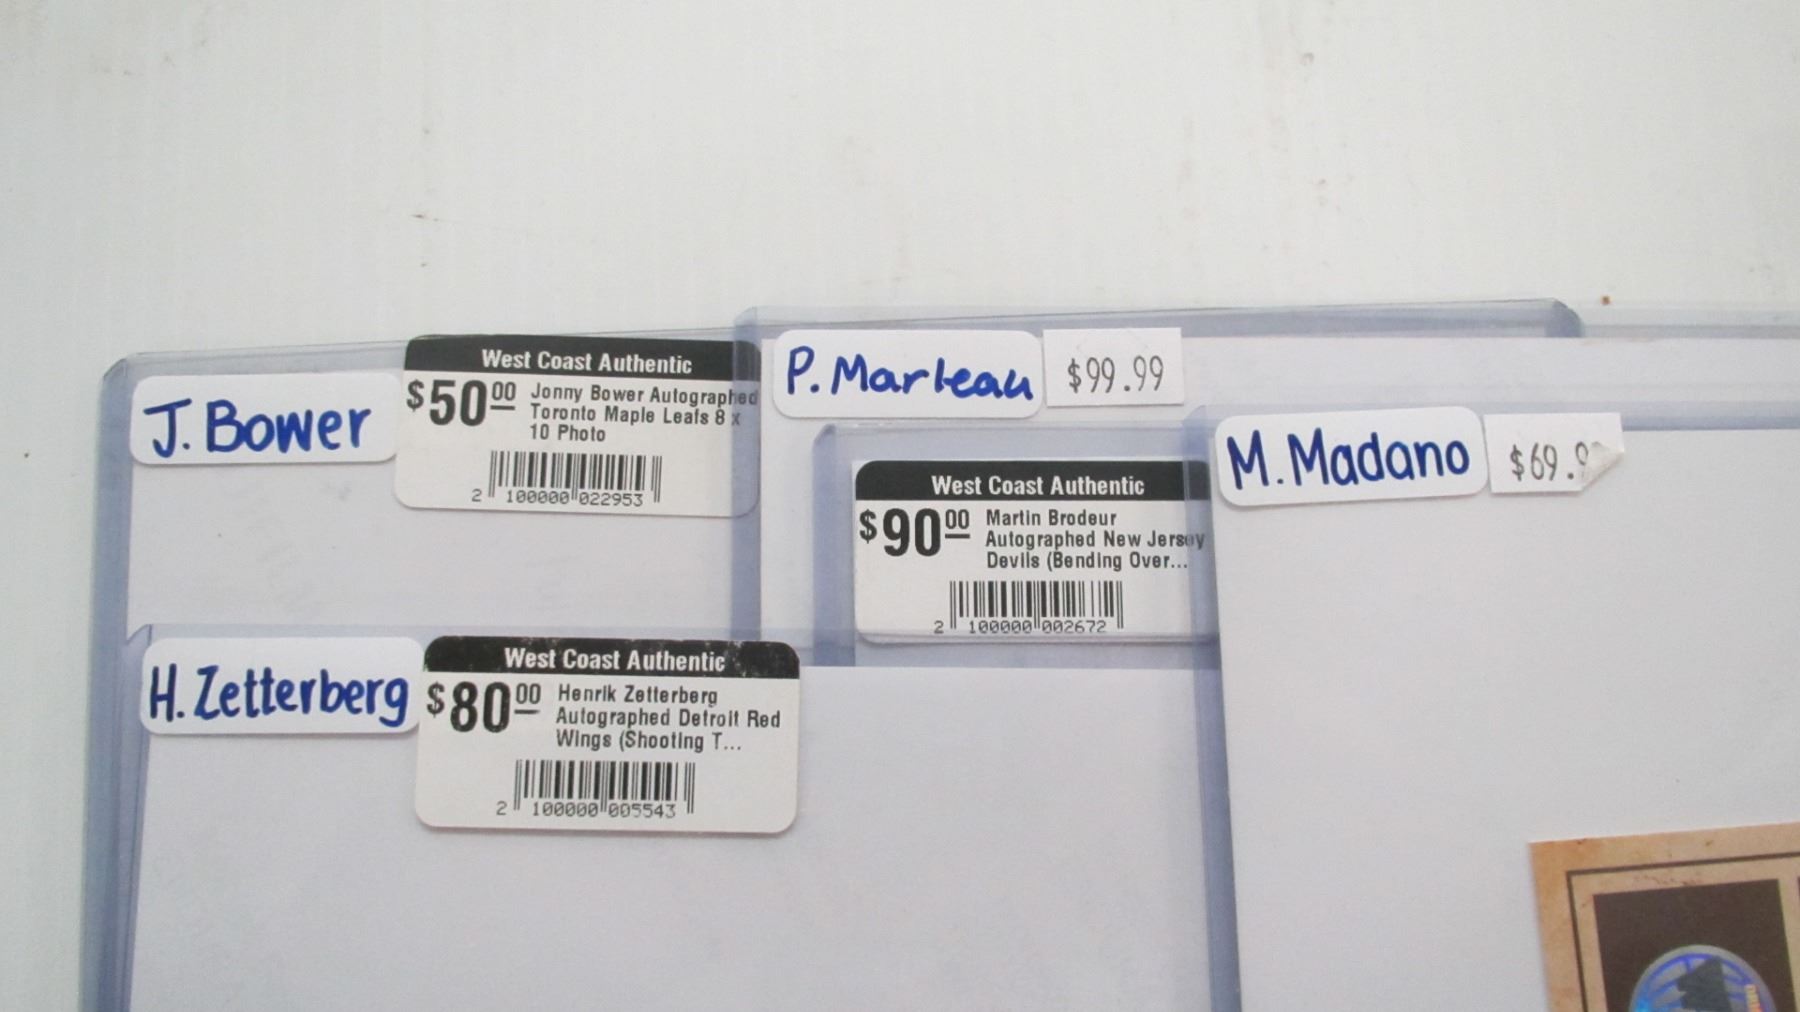 J. Bower
West Coast Authentic
$50.00 Jonny Bower Autographed
Toronto Maple Leafs 8 x
10 Photo
2 100000 022953
P. Marleau
$99.99
West Coast Authentic
$90.00 Martin Brodeur
Autographed New Jersey
Devils (Bending Over...
2 100000 002672
M. Madano
$69.9
H. Zetterberg
West Coast Authentic
$80.00 Henrik Zetterberg
Autographed Detroit Red
Wings (Shooting T...
2 100000 005543